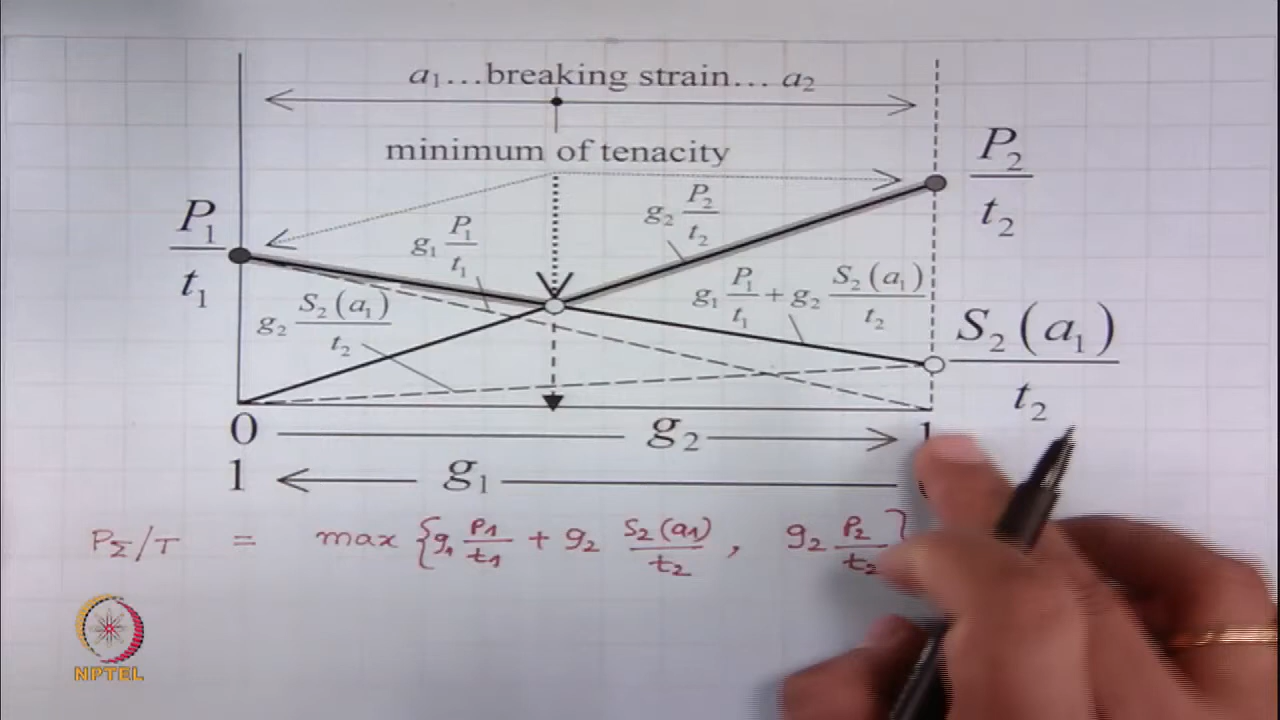 a₁...breaking strain... a₂
minimum of tenacity
P₂/t₂
g₂ P₂/t₂
P₁/t₁
g₁ P₁/t₁
g₁ P₁/t₁ + g₂ S₂(a₁)/t₂
g₂ S₂(a₁)/t₂
S₂(a₁)/t₂
0 g₂ 1
1 g₁
P_Σ/T = max {g₁ P₁/t₁ + g₂ S₂(a₁)/t₂, g₂ P₂/t₂}
NPTEL